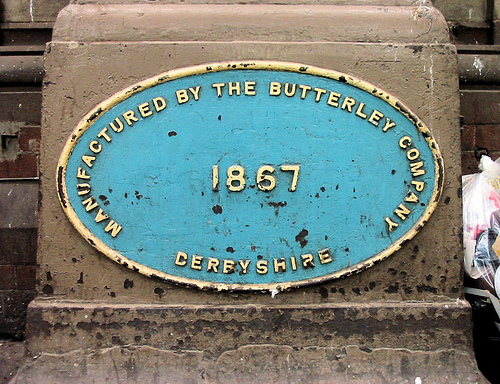 MANUFACTURED BY THE BUTTERLEY COMPANY
1867
DERBYSHIRE